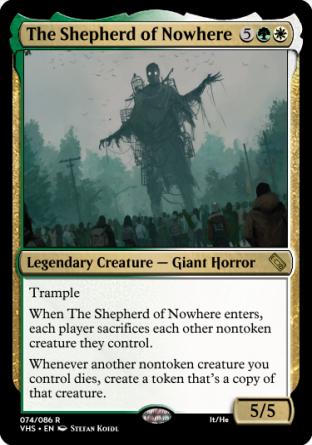 The Shepherd of Nowhere 5
Legendary Creature — Giant Horror
Trample
When The Shepherd of Nowhere enters,
each player sacrifices each other nontoken
creature they control.
Whenever another nontoken creature you
control dies, create a token that's a copy of
that creature.
5/5
074/086 R
It/He
VHS • EN Stefan Koidl